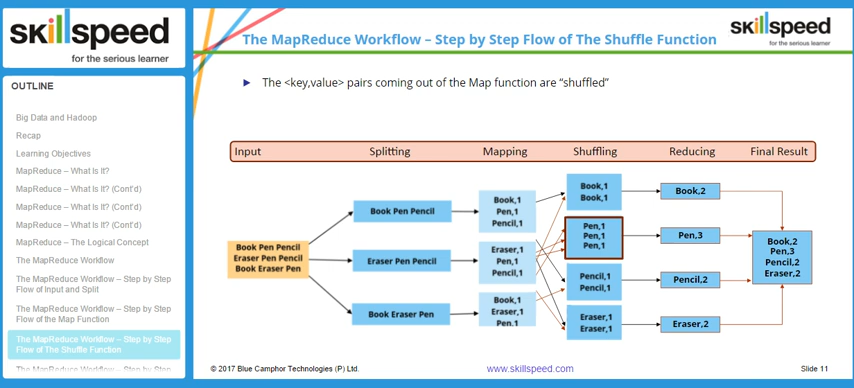 skillspeed
for the serious learner
OUTLINE
Big Data and Hadoop
Recap
Learning Objectives
MapReduce – What Is It?
MapReduce – What Is It? (Cont'd)
MapReduce – What Is It? (Cont'd)
MapReduce – What Is It? (Cont'd)
MapReduce – The Logical Concept
The MapReduce Workflow
The MapReduce Workflow – Step by Step
Flow of Input and Split
The MapReduce Workflow – Step by Step
Flow of the Map Function
The MapReduce Workflow – Step by Step
Flow of The Shuffle Function
The MapReduce Workflow – Step by Step
The MapReduce Workflow – Step by Step Flow of The Shuffle Function
skillspeed
for the serious learner
The <key,value> pairs coming out of the Map function are “shuffled”
Input Splitting Mapping Shuffling Reducing Final Result
Book Pen Pencil
Eraser Pen Pencil
Book Eraser Pen
Book Pen Pencil
Eraser Pen Pencil
Book Eraser Pen
Book,1
Pen,1
Pencil,1
Eraser,1
Pen,1
Pencil,1
Book,1
Eraser,1
Pen,1
Book,1
Book,1
Pen,1
Pen,1
Pen,1
Pencil,1
Pencil,1
Eraser,1
Eraser,1
Book,2
Pen,3
Pencil,2
Eraser,2
Book,2
Pen,3
Pencil,2
Eraser,2
© 2017 Blue Camphor Technologies (P) Ltd.
www.skillspeed.com
Slide 11